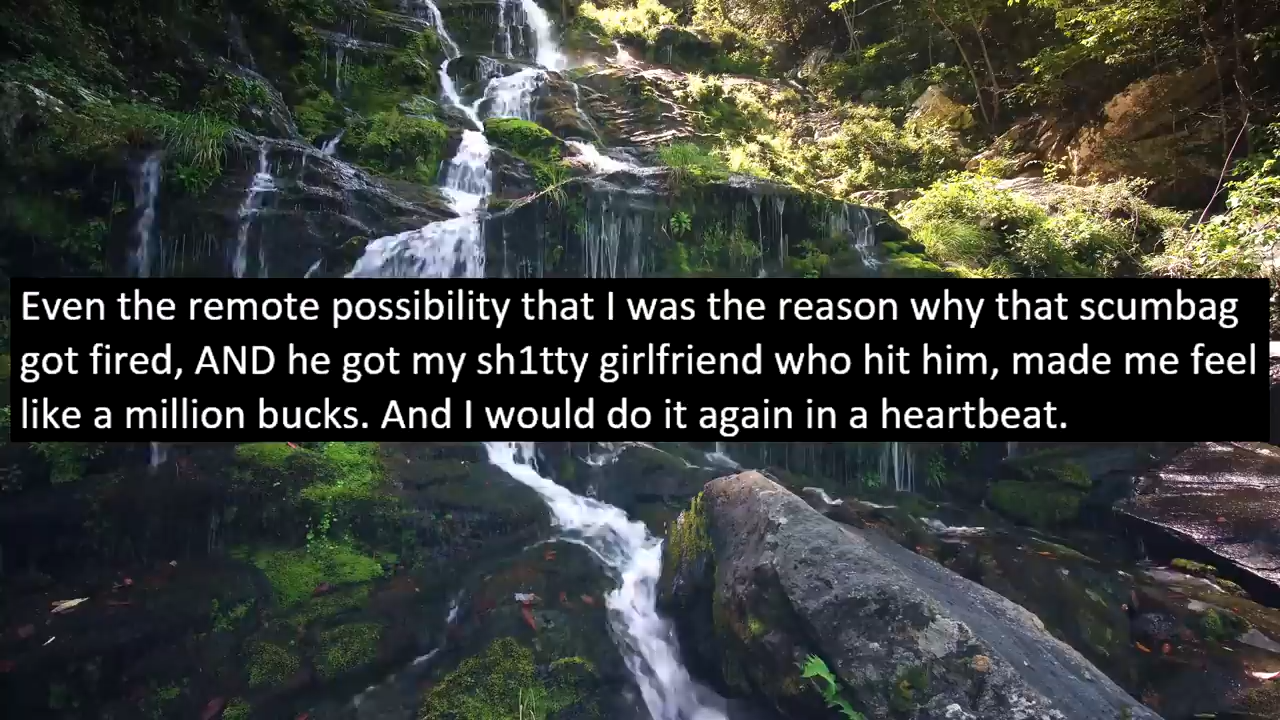 Even the remote possibility that I was the reason why that scumbag
got fired, AND he got my sh1tty girlfriend who hit him, made me feel
like a million bucks. And I would do it again in a heartbeat.